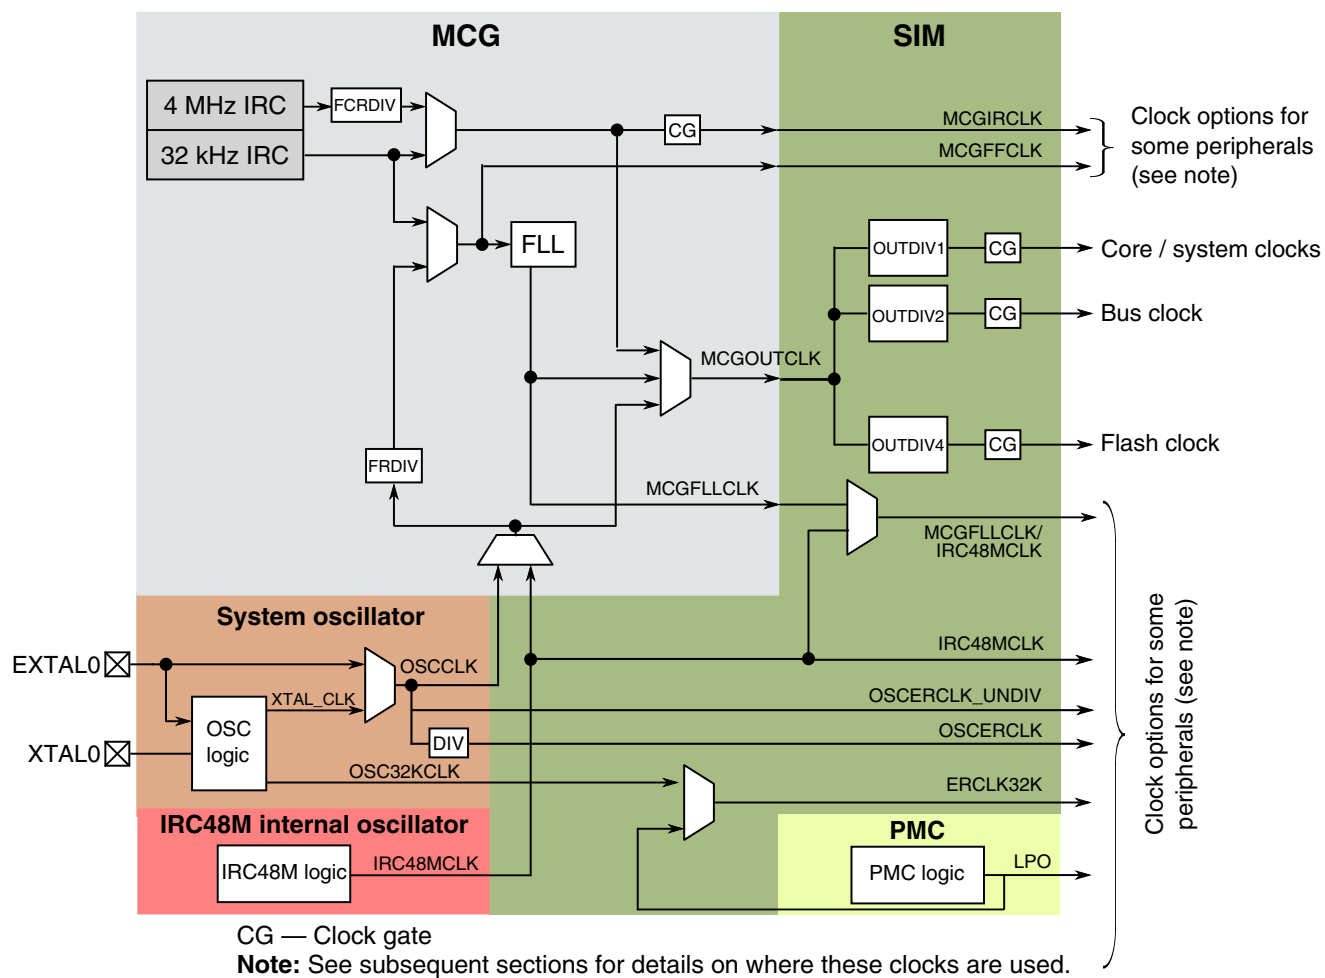 MCG
SIM
4 MHz IRC
FCRDIV
32 kHz IRC
CG
MCGIRCLK
MCGFFCLK
Clock options for
some peripherals
(see note)
FLL
OUTDIV1
CG
Core / system clocks
OUTDIV2
CG
Bus clock
MCGOUTCLK
OUTDIV4
CG
Flash clock
FRDIV
MCGFLLCLK
MCGFLLCLK/
IRC48MCLK
System oscillator
EXTAL0
OSCCLK
IRC48MCLK
XTAL_CLK
OSC
logic
OSCERCLK_UNDIV
XTAL0
DIV
OSCERCLK
OSC32KCLK
ERCLK32K
Clock options for some
peripherals (see note)
IRC48M internal oscillator
PMC
IRC48M logic
IRC48MCLK
PMC logic
LPO
CG — Clock gate
Note: See subsequent sections for details on where these clocks are used.